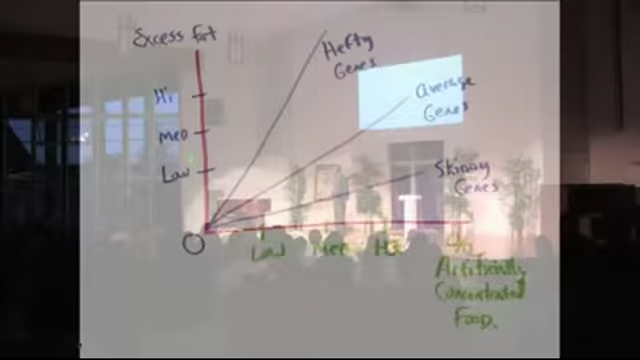 Excess fat
Hefty
Genes
Hi
Average
Genes
Med
Low
Skinny
Genes
O
Low Med Hi
Artificially
Concentrated
Food.